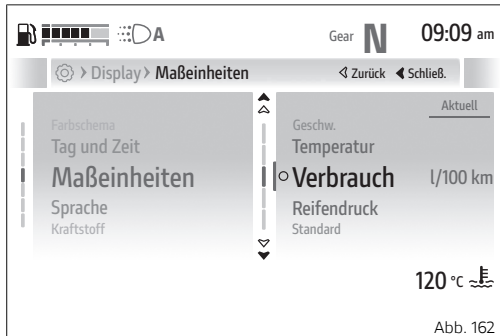 A Gear N 09:09 am
Display Maßeinheiten Zurück Schließ.
Aktuell
Farbschema Geschw.
Tag und Zeit Temperatur
Maßeinheiten Verbrauch l/100 km
Sprache Reifendruck
Kraftstoff Standard
120 °C
Abb. 162